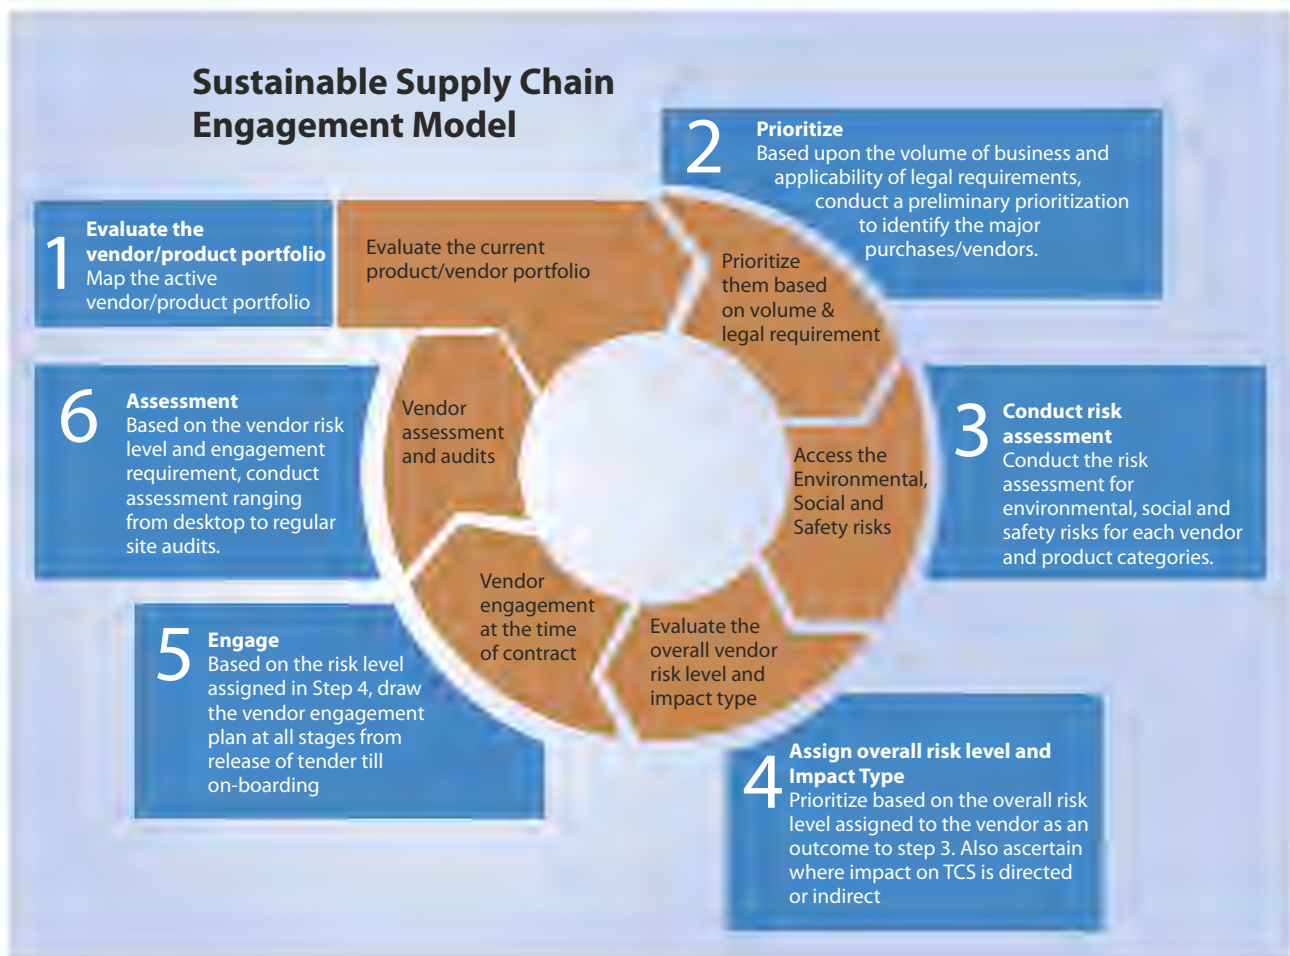 Sustainable Supply Chain
Engagement Model
1
Evaluate the
vendor/product portfolio
Map the active
vendor/product portfolio
Evaluate the current
product/vendor portfolio
2
Prioritize
Based upon the volume of business and
applicability of legal requirements,
conduct a preliminary prioritization
to identify the major
purchases/vendors.
Prioritize
them based
on volume &
legal requirement
3
Conduct risk
assessment
Conduct the risk
assessment for
environmental, social and
safety risks for each vendor
and product categories.
Access the
Environmental,
Social and
Safety risks
4
Assign overall risk level and
Impact Type
Prioritize based on the overall risk
level assigned to the vendor as an
outcome to step 3. Also ascertain
where impact on TCS is directed
or indirect
Evaluate the
overall vendor
risk level and
impact type
5
Engage
Based on the risk level
assigned in Step 4, draw
the vendor engagement
plan at all stages from
release of tender till
on-boarding
Vendor
engagement
at the time
of contract
6
Assessment
Based on the vendor risk
level and engagement
requirement, conduct
assessment ranging
from desktop to regular
site audits.
Vendor
assessment
and audits